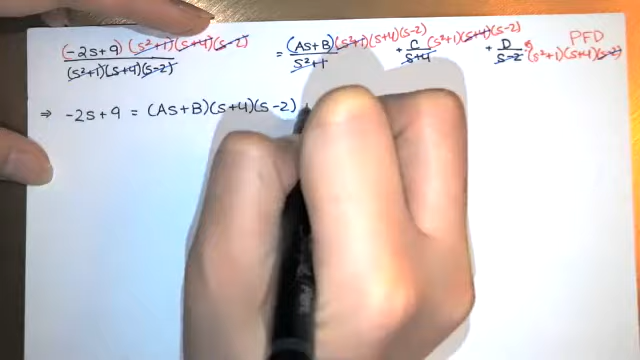 PFD
(-2s+9) (s²+1)(s+4)(s-2) / (s²+1)(s+4)(s-2) = (As+B)(s²+1)(s+4)(s-2) / s²+1 + C (s²+1)(s+4)(s-2) / s+4 + D (s²+1)(s+4)(s-2) / s-2
⇒ -2s+9 = (As+B)(s+4)(s-2) +